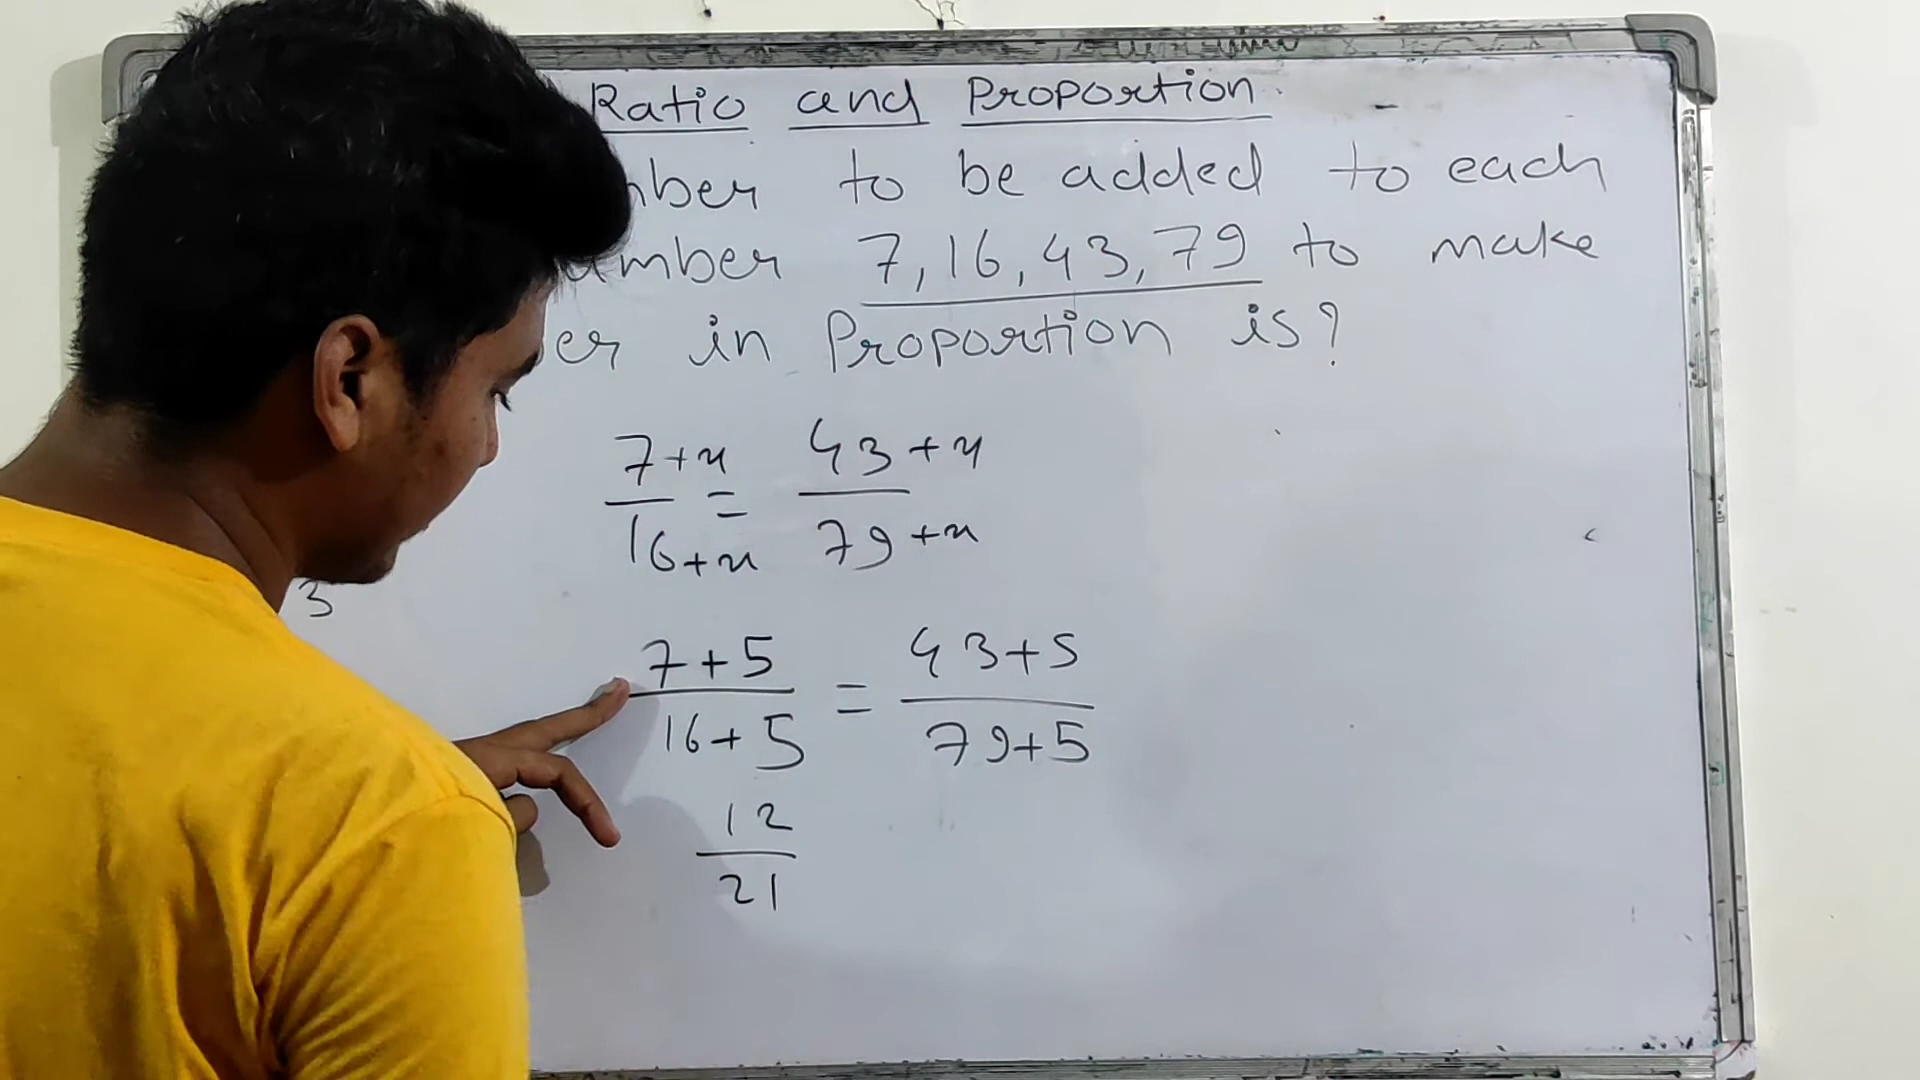 Ratio and Proportion
to be added to each
7, 16, 43, 79 to make
in Proportion is?
7+x / 16+x = 43+x / 79+x
3
7+5 / 16+5 = 43+5 / 79+5
12 / 21